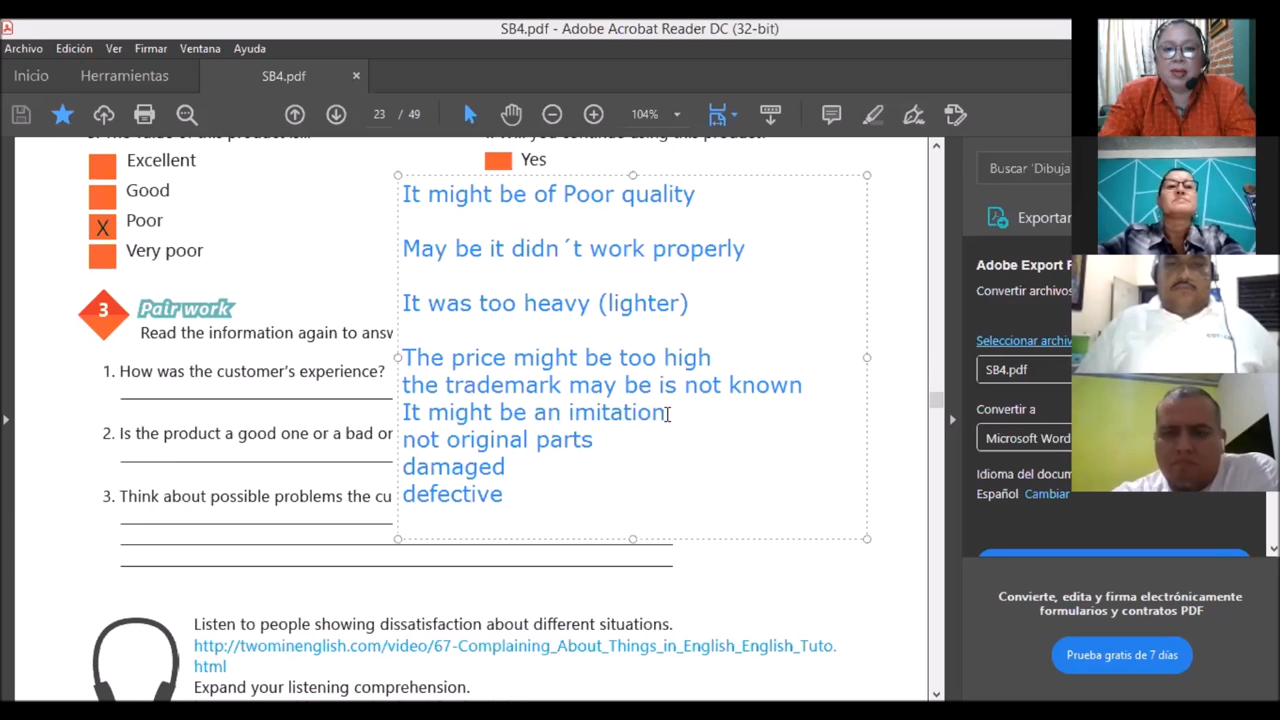 SB4.pdf - Adobe Acrobat Reader DC (32-bit)
Archivo Edición Ver Firmar Ventana Ayuda
Inicio Herramientas SB4.pdf ×
23 / 49 104%
Excellent
Good
X Poor
Very poor
Yes
It might be of Poor quality
May be it didn´t work properly
It was too heavy (lighter)
The price might be too high
the trademark may be is not known
It might be an imitation
not original parts
damaged
defective
3 Pair work
Read the information again to answ
1. How was the customer's experience?
2. Is the product a good one or a bad or
3. Think about possible problems the cu
Listen to people showing dissatisfaction about different situations.
http://twominenglish.com/video/67-Complaining_About_Things_in_English_English_Tuto.
html
Expand your listening comprehension.
Buscar 'Dibuja
Exportar
Adobe Export P
Convertir archivos
Seleccionar archiv
SB4.pdf
Convertir a
Microsoft Word
Idioma del docum
Español Cambiar
Convierte, edita y firma electrónicamente
formularios y contratos PDF
Prueba gratis de 7 días